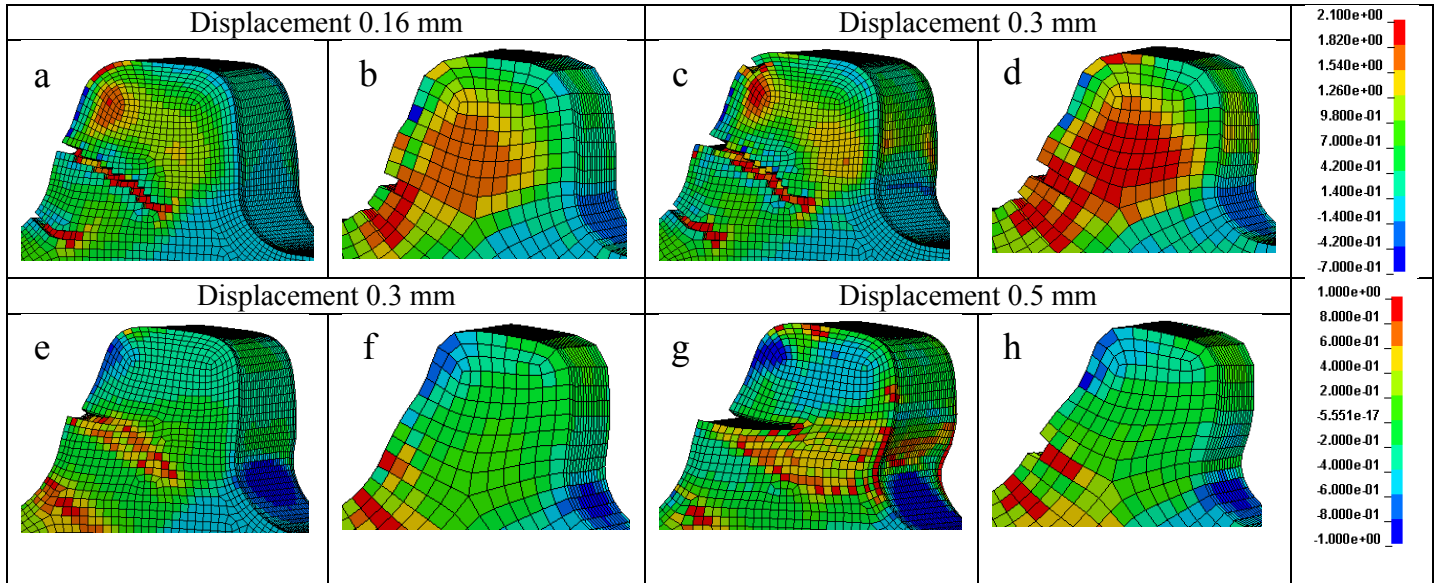 Displacement 0.16 mm
Displacement 0.3 mm
a
b
c
d
2.100e+00
1.820e+00
1.540e+00
1.260e+00
9.800e-01
7.000e-01
4.200e-01
1.400e-01
-1.400e-01
-4.200e-01
-7.000e-01
Displacement 0.3 mm
Displacement 0.5 mm
e
f
g
h
1.000e+00
8.000e-01
6.000e-01
4.000e-01
2.000e-01
-5.551e-17
-2.000e-01
-4.000e-01
-6.000e-01
-8.000e-01
-1.000e+00